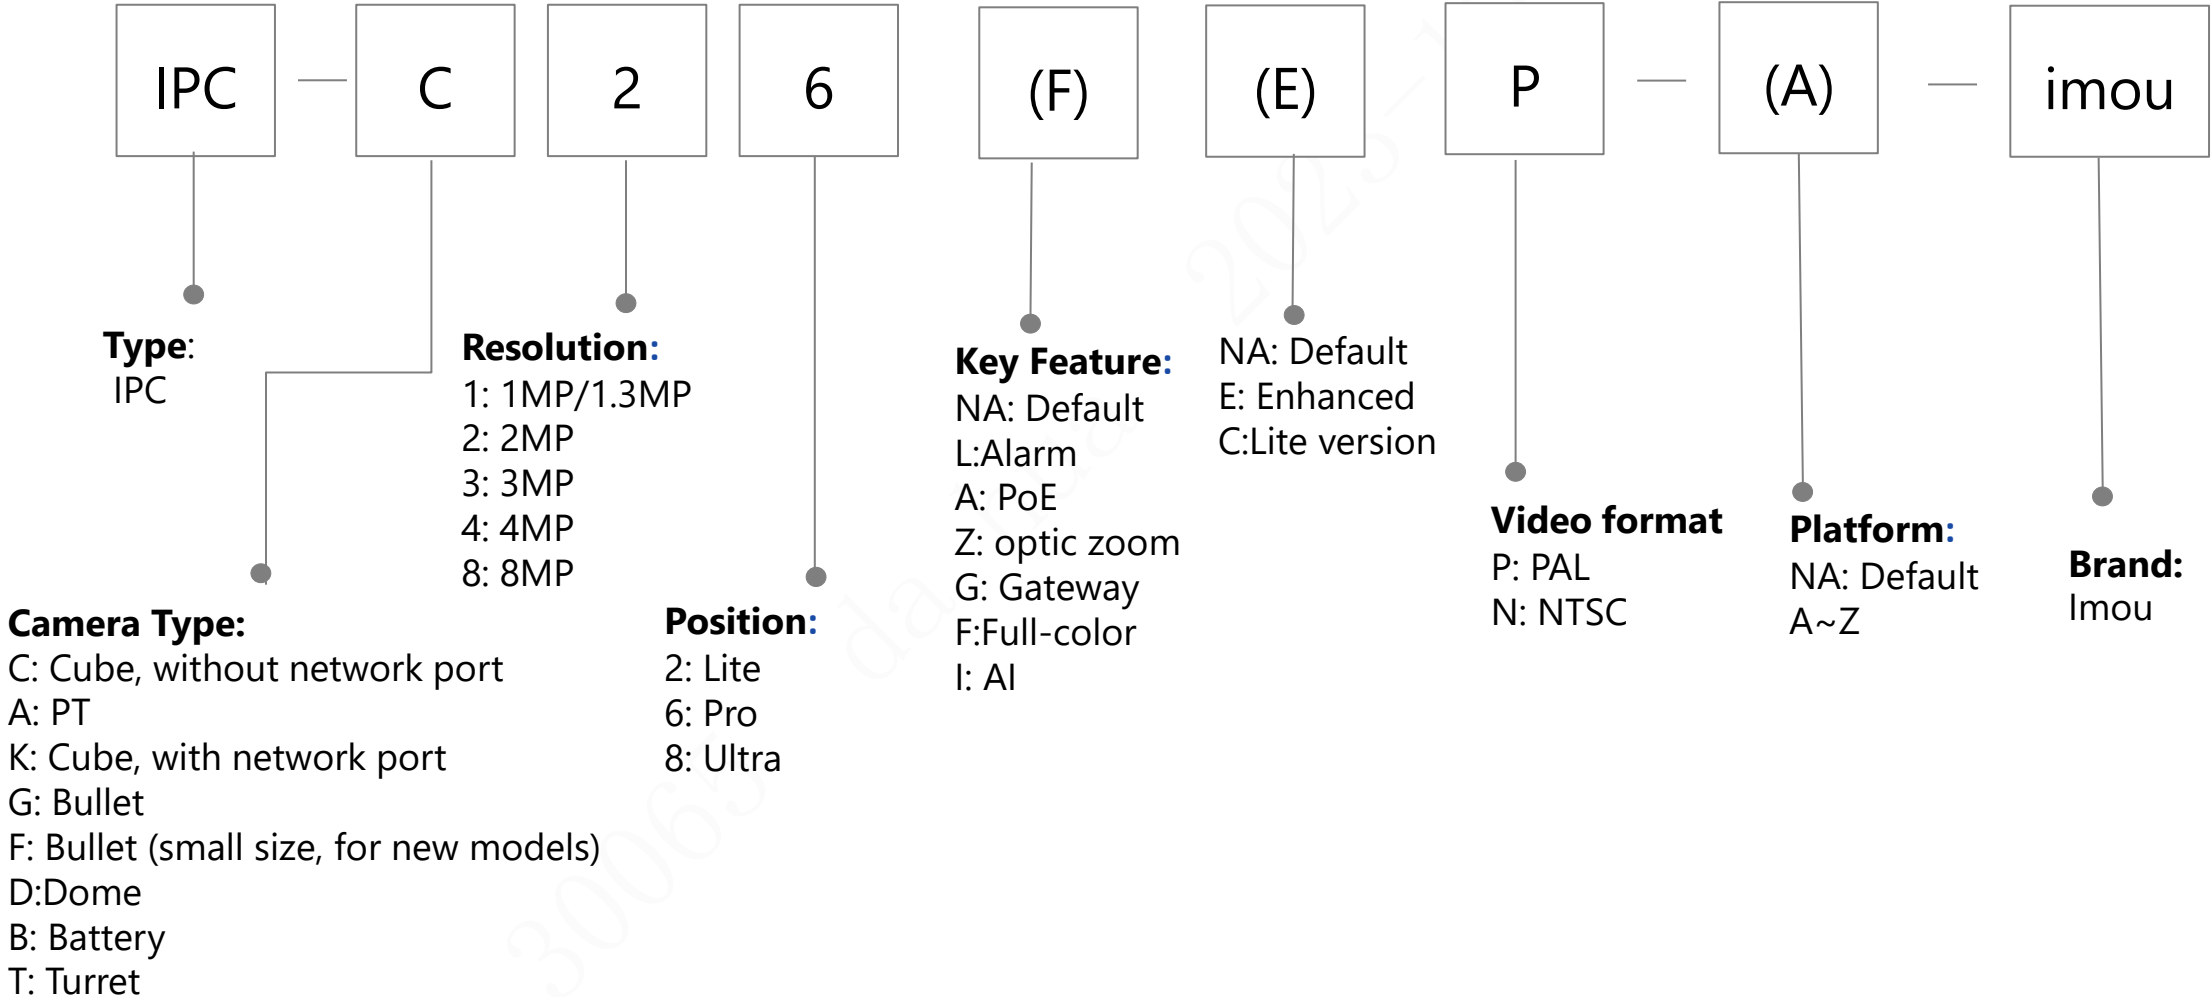 IPC — C 2 6 (F) (E) P — (A) — imou
Type:
IPC
Camera Type:
C: Cube, without network port
A: PT
K: Cube, with network port
G: Bullet
F: Bullet (small size, for new models)
D:Dome
B: Battery
T: Turret
Resolution:
1: 1MP/1.3MP
2: 2MP
3: 3MP
4: 4MP
8: 8MP
Position:
2: Lite
6: Pro
8: Ultra
Key Feature:
NA: Default
L:Alarm
A: PoE
Z: optic zoom
G: Gateway
F:Full-color
I: AI
NA: Default
E: Enhanced
C:Lite version
Video format
P: PAL
N: NTSC
Platform:
NA: Default
A~Z
Brand:
Imou